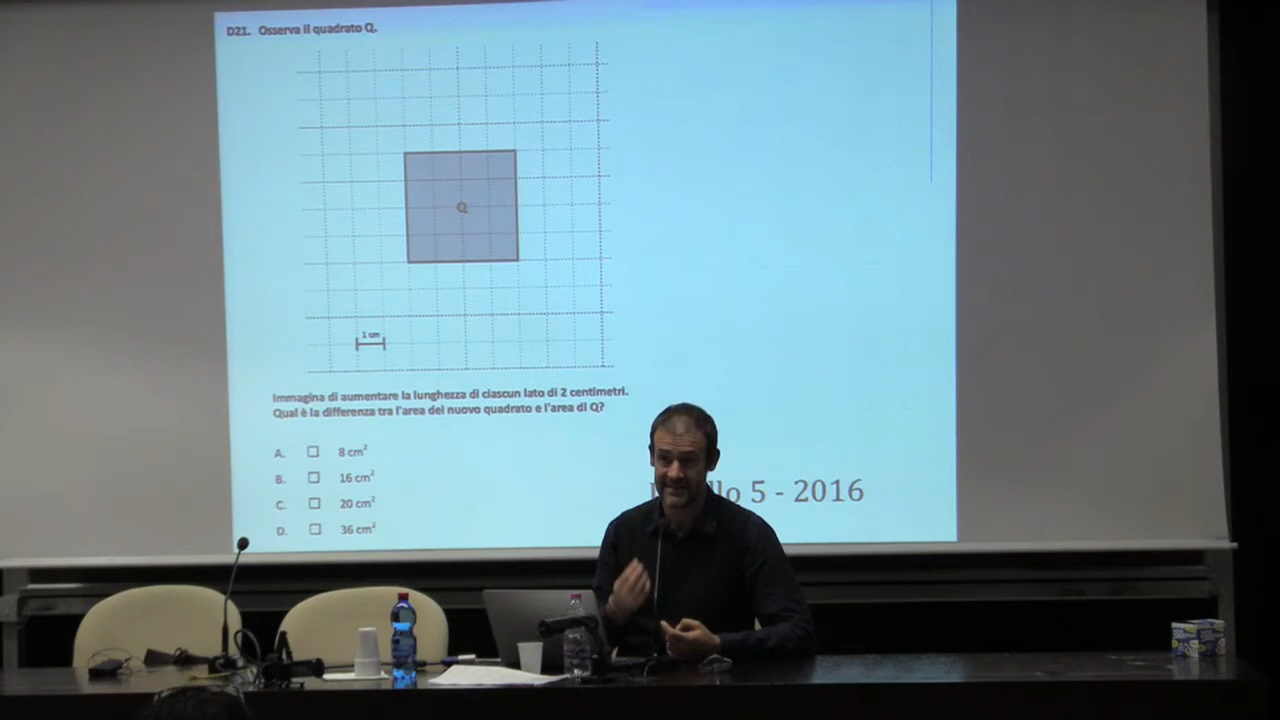 D21. Osserva il quadrato Q.
Q
1 cm
Immagina di aumentare la lunghezza di ciascun lato di 2 centimetri.
Qual è la differenza tra l'area del nuovo quadrato e l'area di Q?
A. 8 cm²
B. 16 cm²
C. 20 cm²
D. 36 cm²
5 - 2016